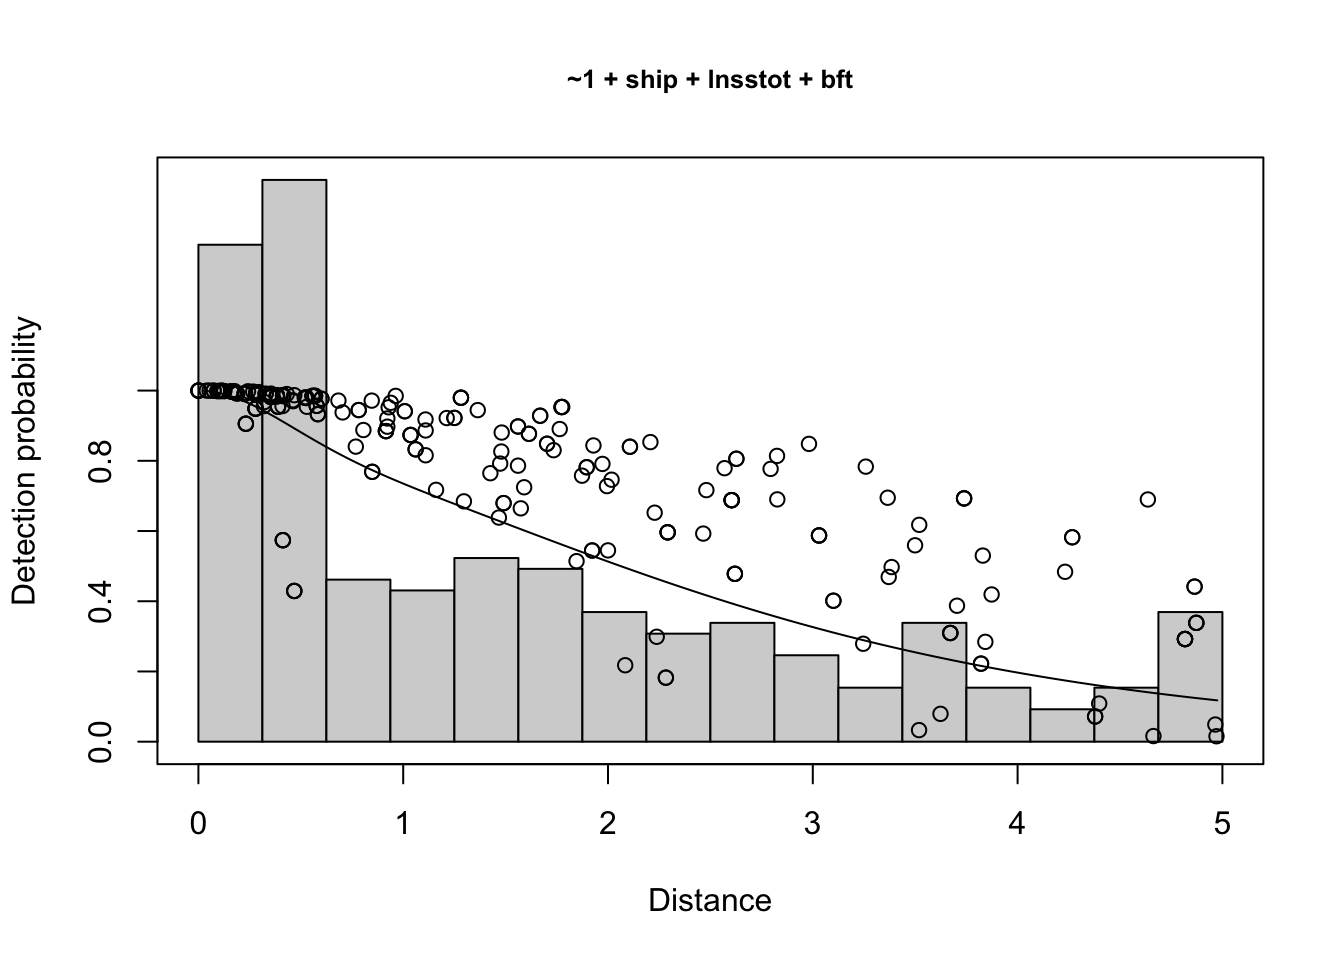 ~1 + ship + lnsstot + bft
Detection probability
0.8
0.4
0.0
0 1 2 3 4 5
Distance